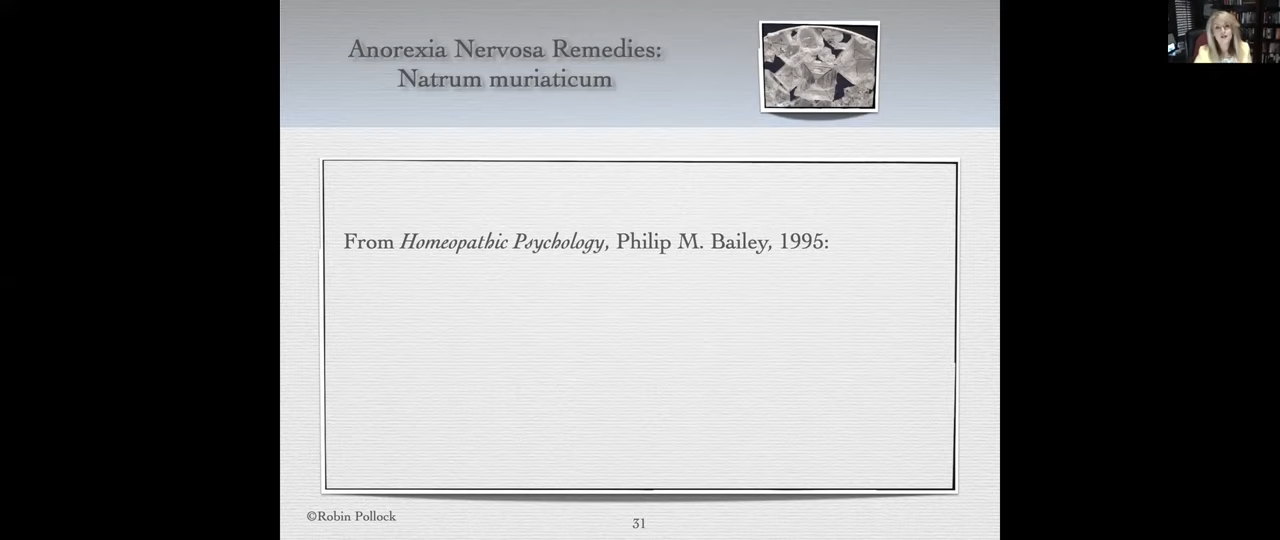 Anorexia Nervosa Remedies:
Natrum muriaticum
From Homeopathic Psychology, Philip M. Bailey, 1995:
©Robin Pollock
31